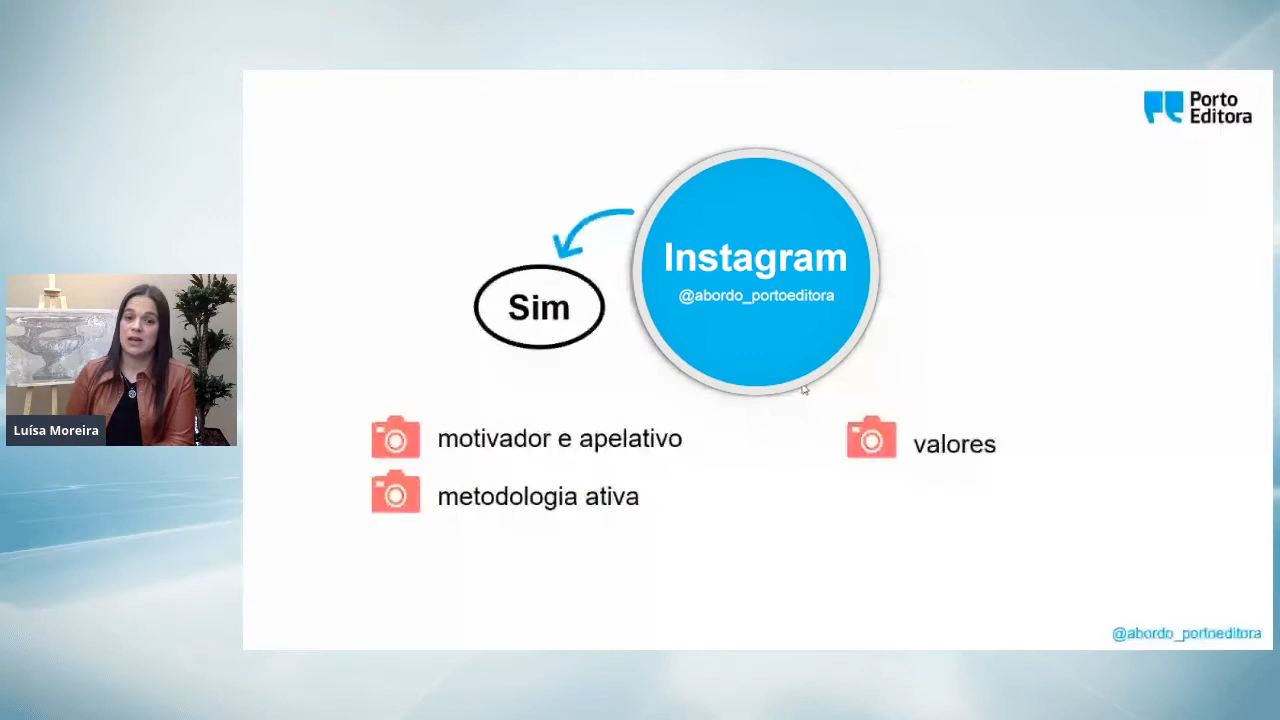 Porto
Editora
Instagram
@abordo_portoeditora
Sim
motivador e apelativo
valores
metodologia ativa
Luísa Moreira
@abordo_portoeditora